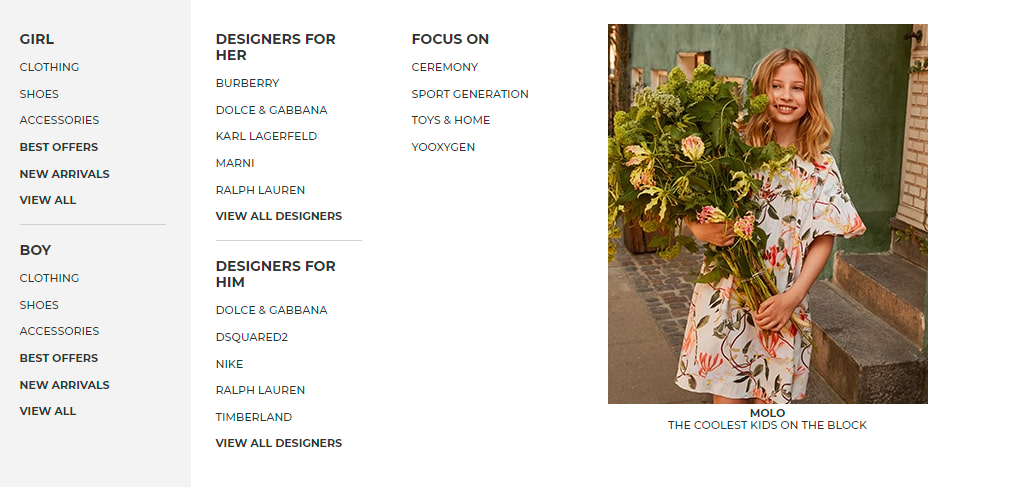 GIRL
CLOTHING
SHOES
ACCESSORIES
BEST OFFERS
NEW ARRIVALS
VIEW ALL
BOY
CLOTHING
SHOES
ACCESSORIES
BEST OFFERS
NEW ARRIVALS
VIEW ALL
DESIGNERS FOR
HER
BURBERRY
DOLCE & GABBANA
KARL LAGERFELD
MARNI
RALPH LAUREN
VIEW ALL DESIGNERS
DESIGNERS FOR
HIM
DOLCE & GABBANA
DSQUARED2
NIKE
RALPH LAUREN
TIMBERLAND
VIEW ALL DESIGNERS
FOCUS ON
CEREMONY
SPORT GENERATION
TOYS & HOME
YOOXYGEN
MOLO
THE COOLEST KIDS ON THE BLOCK